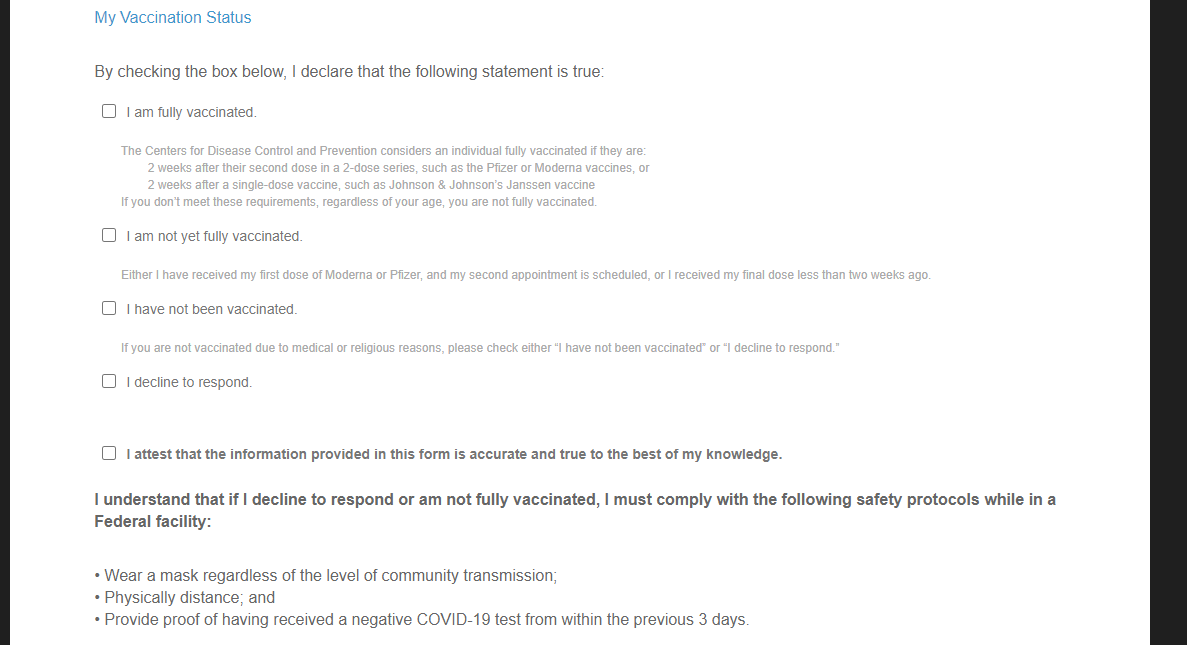 My Vaccination Status
By checking the box below, I declare that the following statement is true:
I am fully vaccinated.
The Centers for Disease Control and Prevention considers an individual fully vaccinated if they are:
2 weeks after their second dose in a 2-dose series, such as the Pfizer or Moderna vaccines, or
2 weeks after a single-dose vaccine, such as Johnson & Johnson's Janssen vaccine
If you don't meet these requirements, regardless of your age, you are not fully vaccinated.
I am not yet fully vaccinated.
Either I have received my first dose of Moderna or Pfizer, and my second appointment is scheduled, or I received my final dose less than two weeks ago.
I have not been vaccinated.
If you are not vaccinated due to medical or religious reasons, please check either “I have not been vaccinated” or “I decline to respond.”
I decline to respond.
I attest that the information provided in this form is accurate and true to the best of my knowledge.
I understand that if I decline to respond or am not fully vaccinated, I must comply with the following safety protocols while in a
Federal facility:
• Wear a mask regardless of the level of community transmission;
• Physically distance; and
• Provide proof of having received a negative COVID-19 test from within the previous 3 days.